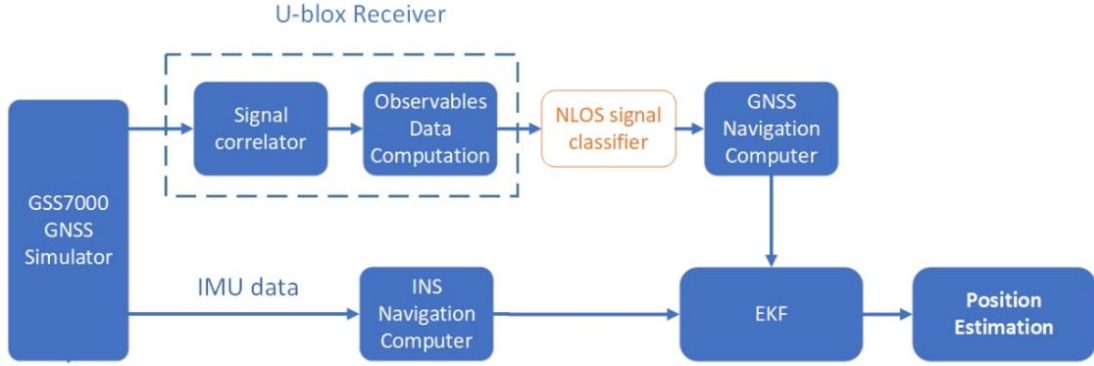 U-blox Receiver
GSS7000
GNSS
Simulator
Signal
correlator
Observables
Data
Computation
NLOS signal
classifier
GNSS
Navigation
Computer
IMU data
INS
Navigation
Computer
EKF
Position
Estimation